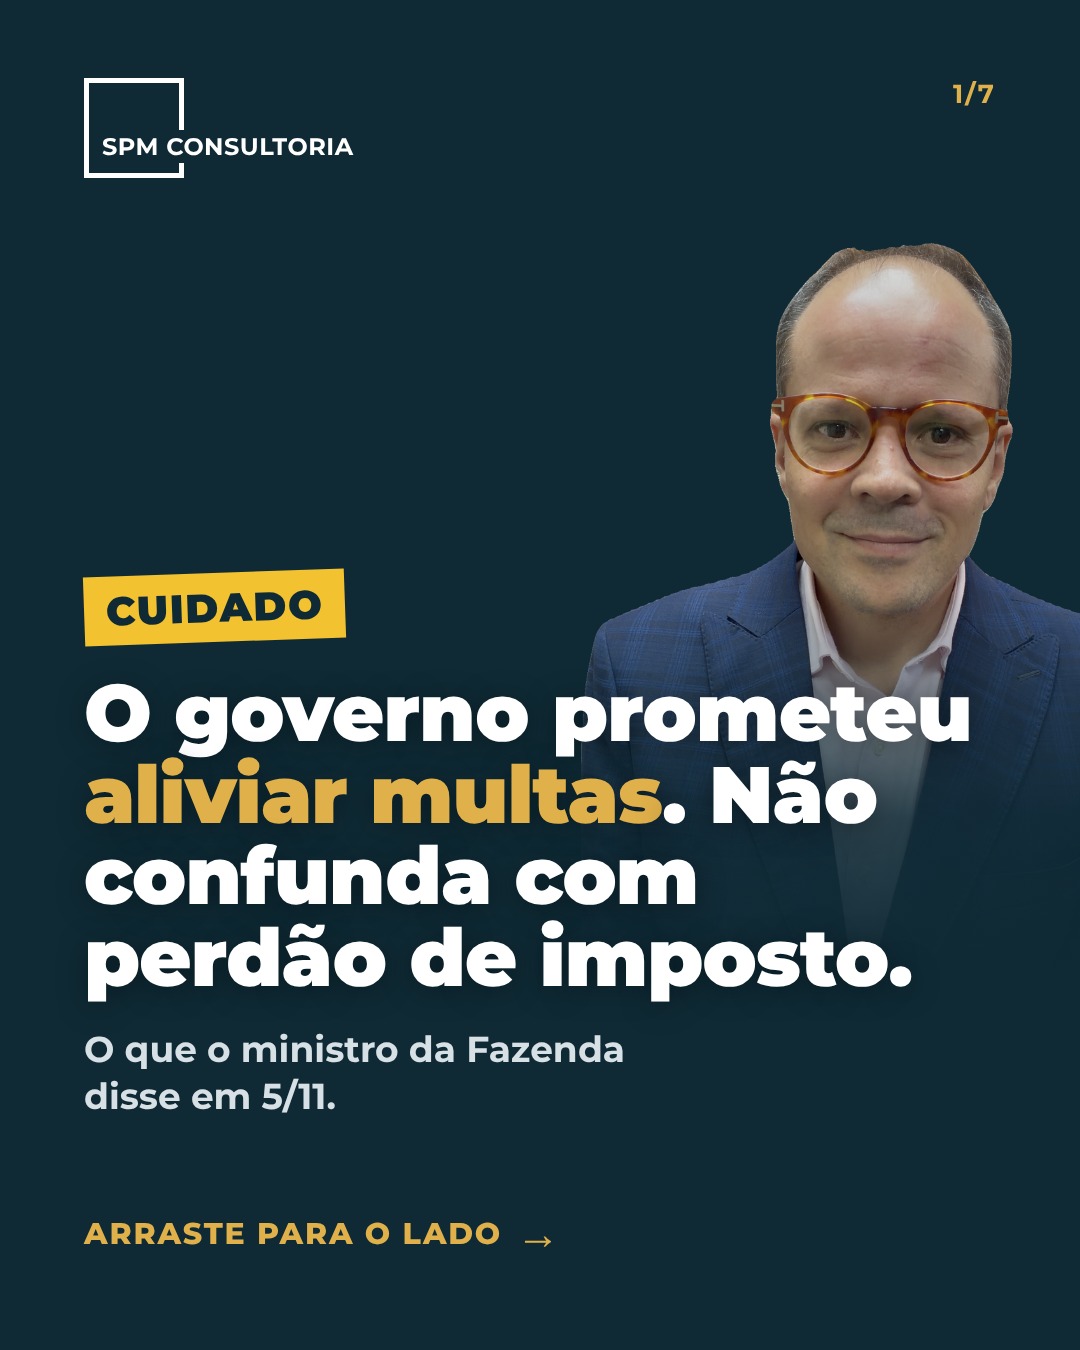 SPM CONSULTORIA
1/7
CUIDADO
O governo prometeu
aliviar multas. Não
confunda com
perdão de imposto.
O que o ministro da Fazenda
disse em 5/11.
ARRASTE PARA O LADO →